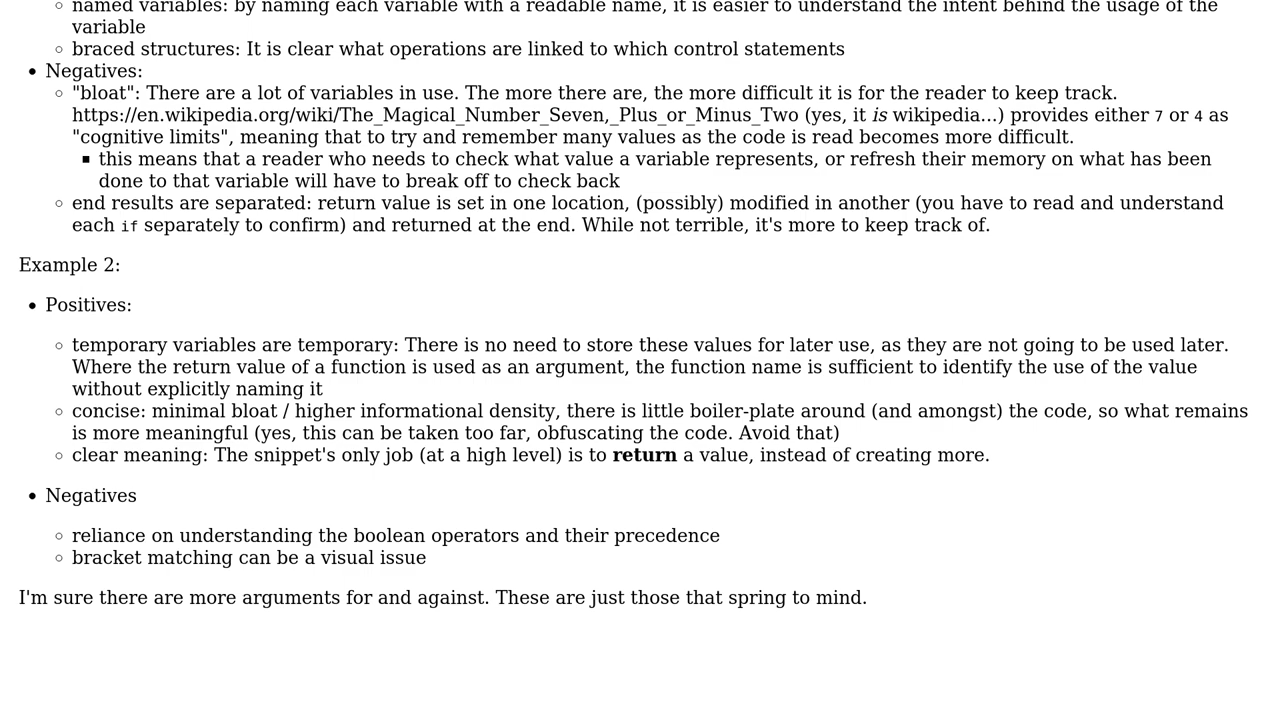 named variables: by naming each variable with a readable name, it is easier to understand the intent behind the usage of the
variable
braced structures: It is clear what operations are linked to which control statements
Negatives:
"bloat": There are a lot of variables in use. The more there are, the more difficult it is for the reader to keep track.
https://en.wikipedia.org/wiki/The_Magical_Number_Seven,_Plus_or_Minus_Two (yes, it is wikipedia...) provides either 7 or 4 as
"cognitive limits", meaning that to try and remember many values as the code is read becomes more difficult.
this means that a reader who needs to check what value a variable represents, or refresh their memory on what has been
done to that variable will have to break off to check back
end results are separated: return value is set in one location, (possibly) modified in another (you have to read and understand
each if separately to confirm) and returned at the end. While not terrible, it's more to keep track of.
Example 2:
Positives:
temporary variables are temporary: There is no need to store these values for later use, as they are not going to be used later.
Where the return value of a function is used as an argument, the function name is sufficient to identify the use of the value
without explicitly naming it
concise: minimal bloat / higher informational density, there is little boiler-plate around (and amongst) the code, so what remains
is more meaningful (yes, this can be taken too far, obfuscating the code. Avoid that)
clear meaning: The snippet's only job (at a high level) is to return a value, instead of creating more.
Negatives
reliance on understanding the boolean operators and their precedence
bracket matching can be a visual issue
I'm sure there are more arguments for and against. These are just those that spring to mind.